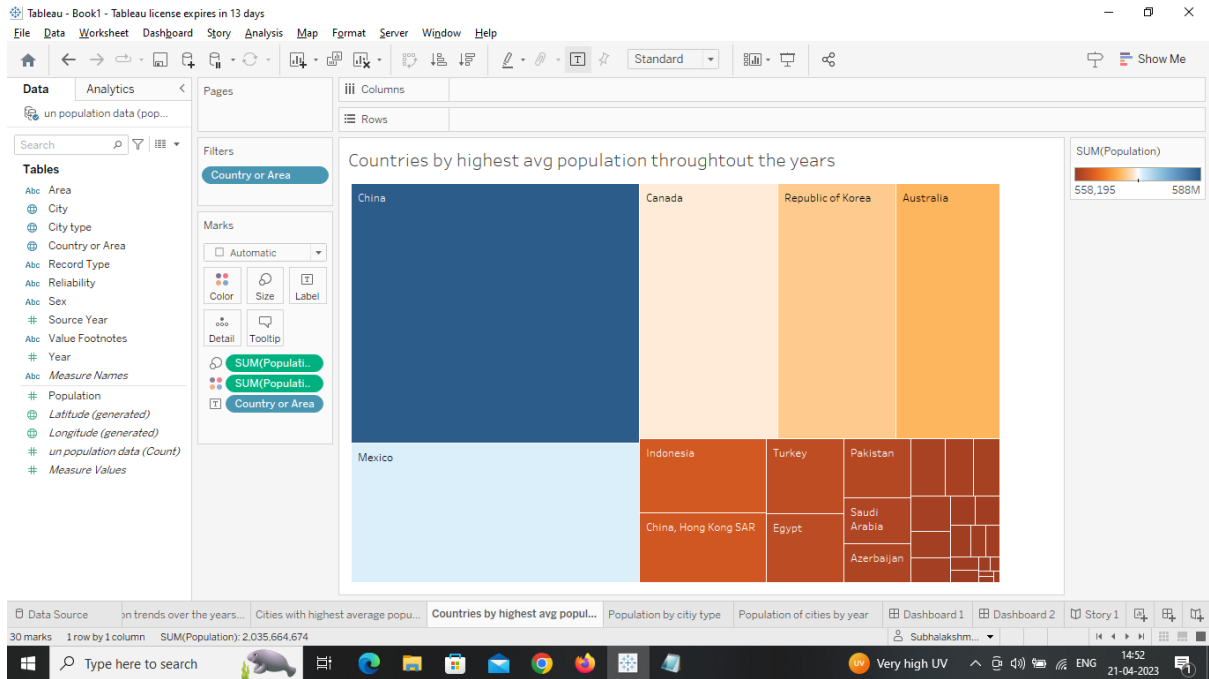 Tableau - Book1 - Tableau license expires in 13 days
File Data Worksheet Dashboard Story Analysis Map Format Server Window Help
Standard
Show Me
Data Analytics
un population data (pop...
Search
Tables
Abc Area
City
City type
Country or Area
Abc Record Type
Abc Reliability
Abc Sex
# Source Year
Abc Value Footnotes
# Year
Abc Measure Names
# Population
Latitude (generated)
Longitude (generated)
# un population data (Count)
# Measure Values
Pages
Filters
Country or Area
Marks
Automatic
Color Size Label
Detail Tooltip
SUM(Populati..
SUM(Populati..
Country or Area
Columns
Rows
Countries by highest avg population throughtout the years
China
Canada
Republic of Korea
Australia
Mexico
Indonesia
Turkey
Pakistan
China, Hong Kong SAR
Egypt
Saudi
Arabia
Azerbaijan
SUM(Population)
558,195 588M
Data Source on trends over the years... Cities with highest average popu... Countries by highest avg popul... Population by citiy type Population of cities by year Dashboard 1 Dashboard 2 Story 1
30 marks 1 row by 1 column SUM(Population): 2,035,664,674 Subhalakshm...
Type here to search
UV Very high UV ENG 14:52
21-04-2023
1